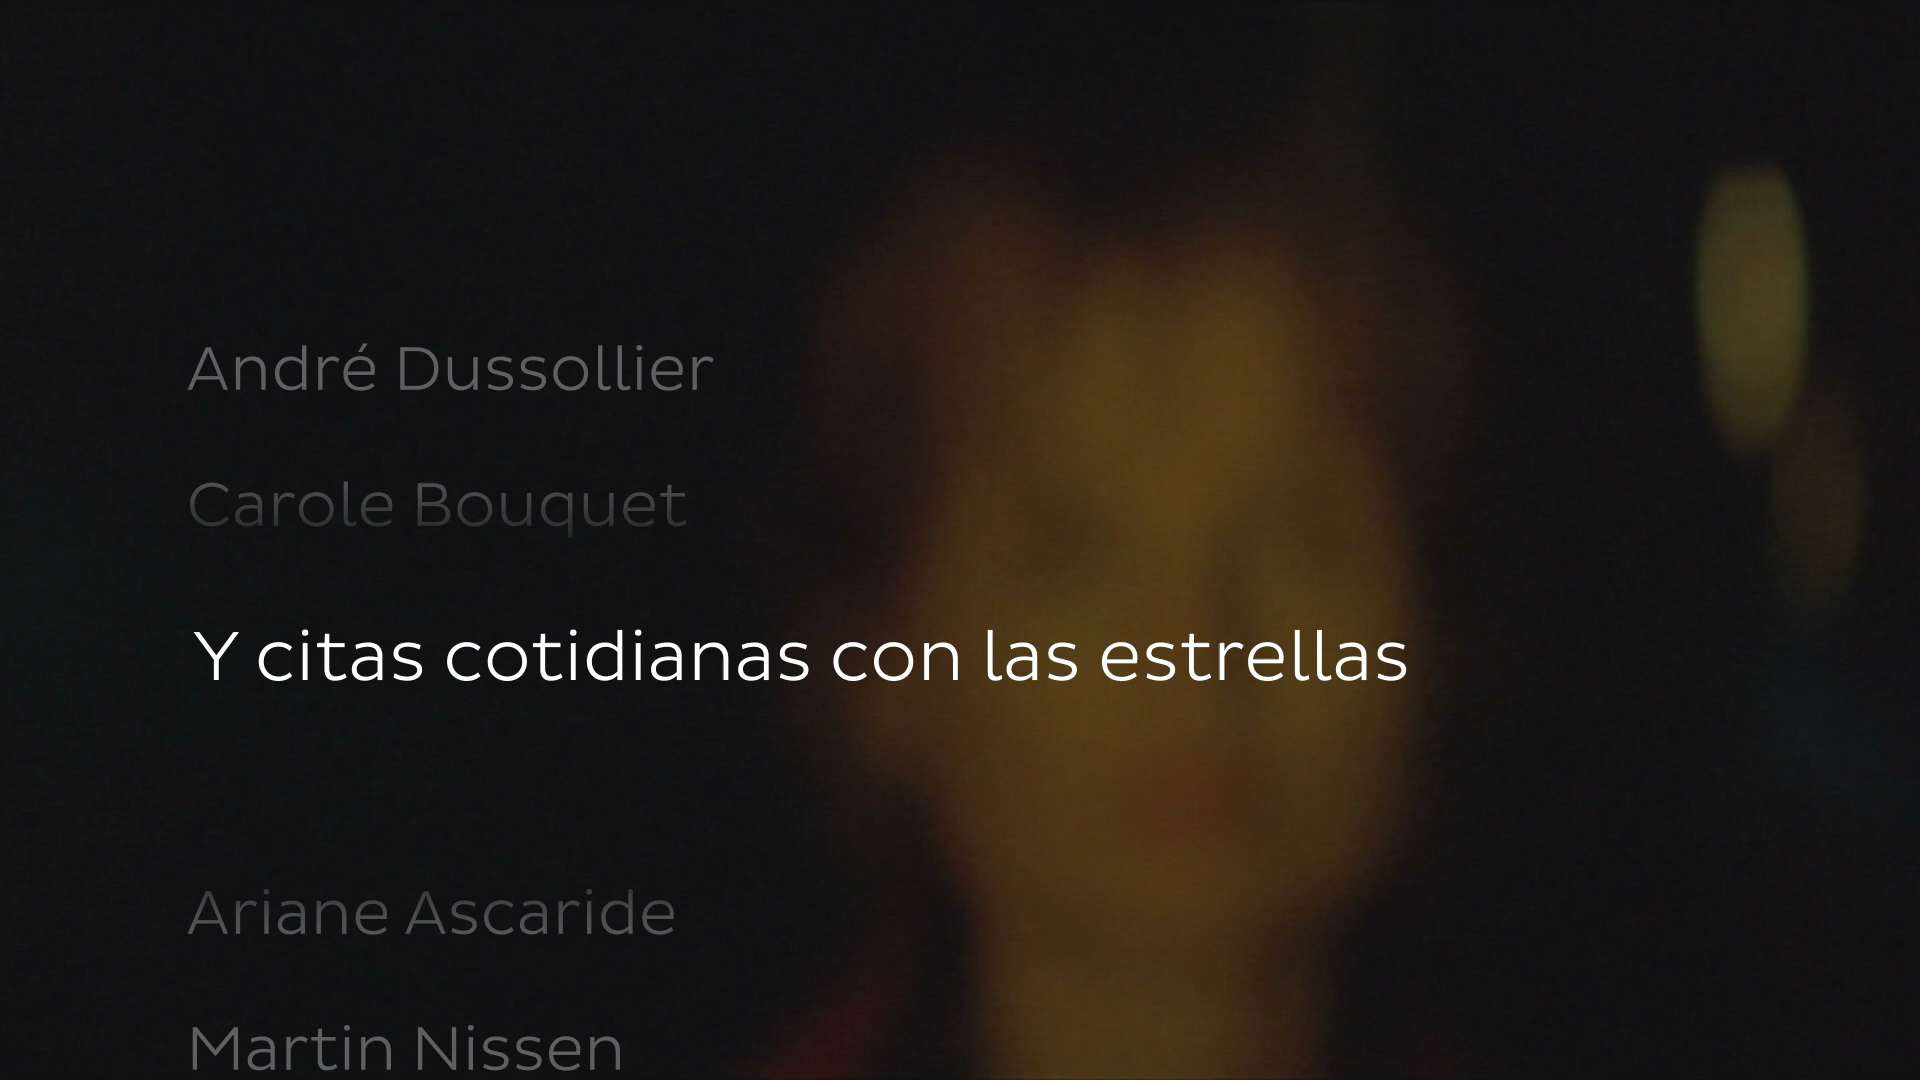 André Dussollier
Carole Bouquet
Y citas cotidianas con las estrellas
Ariane Ascaride
Martin Nissen